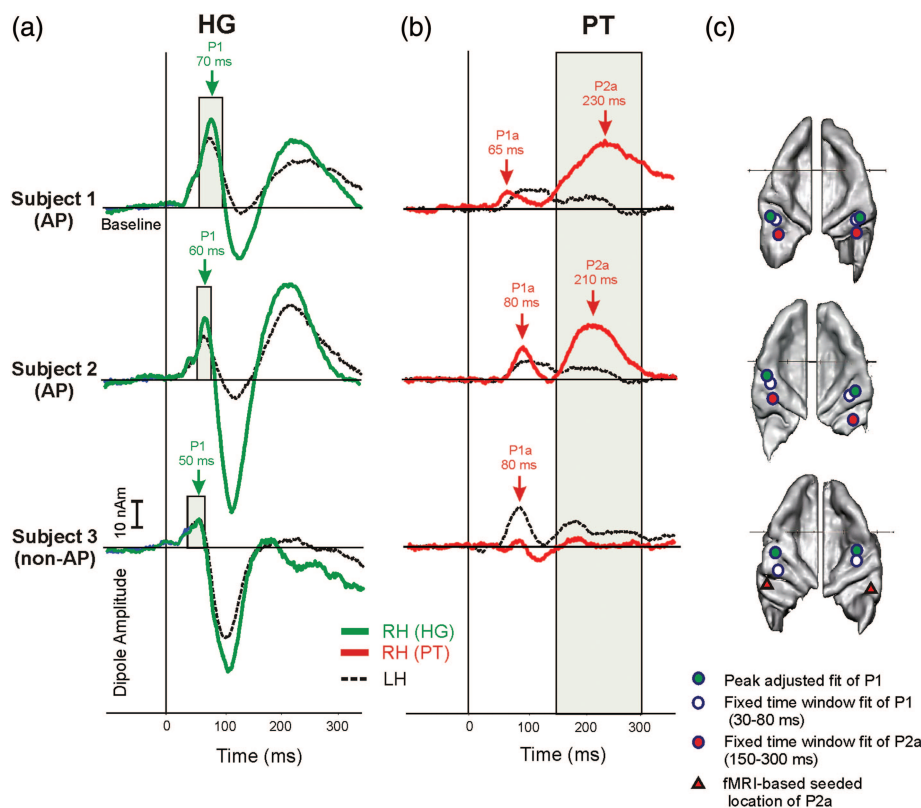 (a)
HG
P1
70 ms
Subject 1
(AP)
Baseline
P1
60 ms
Subject 2
(AP)
P1
50 ms
10 nAm
Subject 3
(non-AP)
Dipole Amplitude
RH (HG)
RH (PT)
LH
0
100
200
300
Time (ms)
(b)
PT
P1a
65 ms
P2a
230 ms
P1a
80 ms
P2a
210 ms
P1a
80 ms
0
100
200
300
Time (ms)
(c)
Peak adjusted fit of P1
Fixed time window fit of P1
(30-80 ms)
Fixed time window fit of P2a
(150-300 ms)
fMRI-based seeded
location of P2a